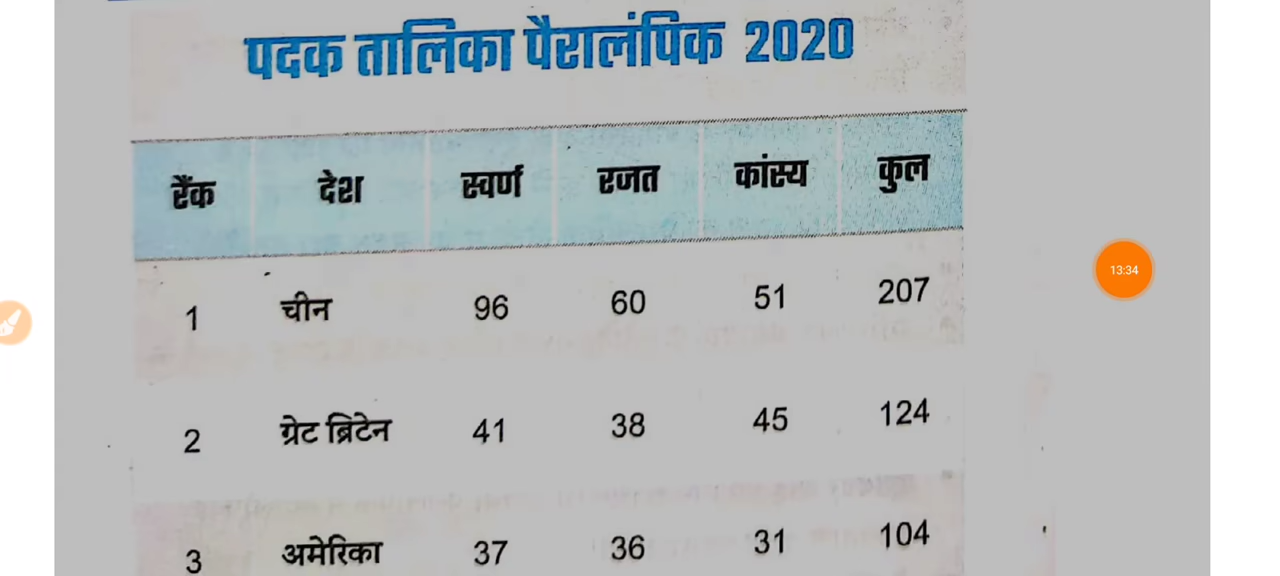 पदक तालिका पैरालंपिक 2020
रैंक देश स्वर्ण रजत कांस्य कुल
1 चीन 96 60 51 207
13:34
2 ग्रेट ब्रिटेन 41 38 45 124
3 अमेरिका 37 36 31 104